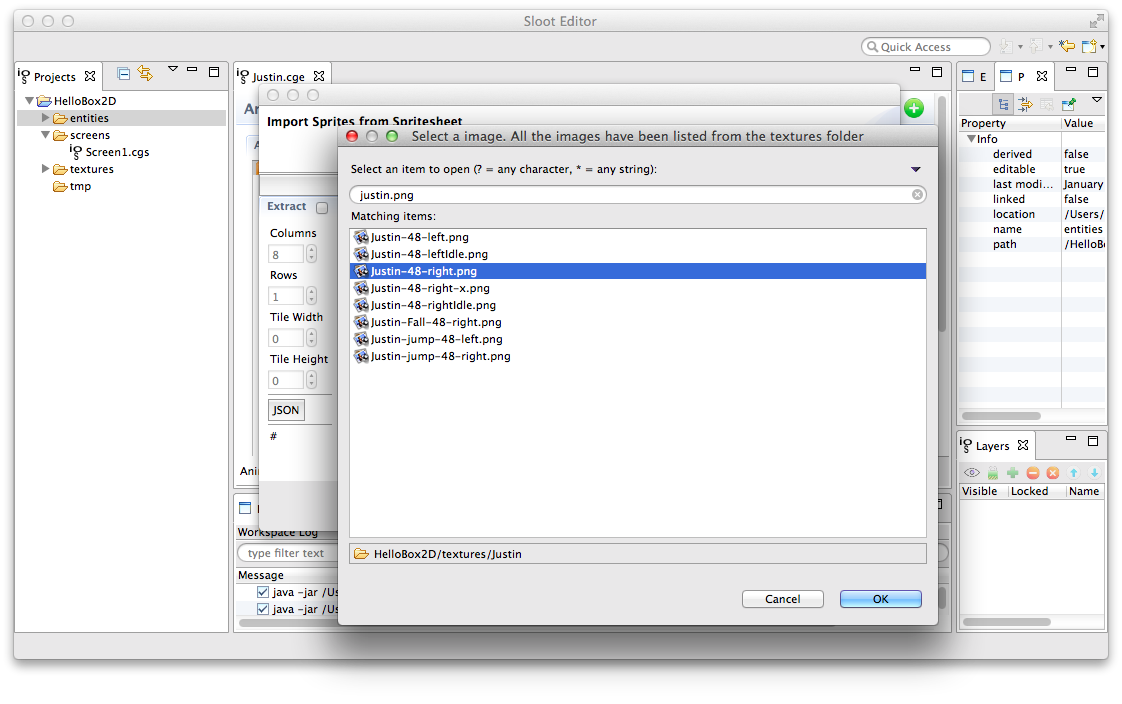 Sloot Editor
Quick Access
Projects
HelloBox2D
entities
screens
Screen1.cgs
textures
tmp
Justin.cge
Import Sprites from Spritesheet
Extract
Columns
8
Rows
1
Tile Width
0
Tile Height
0
JSON
#
Workspace Log
type filter text
Message
java -jar /Us
java -jar /Us
Select a image. All the images have been listed from the textures folder
Select an item to open (? = any character, * = any string):
justin.png
Matching items:
Justin-48-left.png
Justin-48-leftIdle.png
Justin-48-right.png
Justin-48-right-x.png
Justin-48-rightIdle.png
Justin-Fall-48-right.png
Justin-jump-48-left.png
Justin-jump-48-right.png
HelloBox2D/textures/Justin
Cancel OK
E P
Property Value
Info
derived false
editable true
last modi... January
linked false
location /Users/
name entities
path /HelloBo
Layers
Visible Locked Name